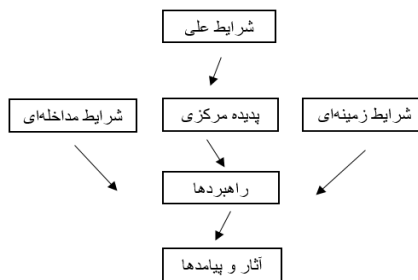 شرایط علی
شرایط زمینه‌ای
پدیده مرکزی
شرایط مداخله‌ای
راهبردها
آثار و پیامدها